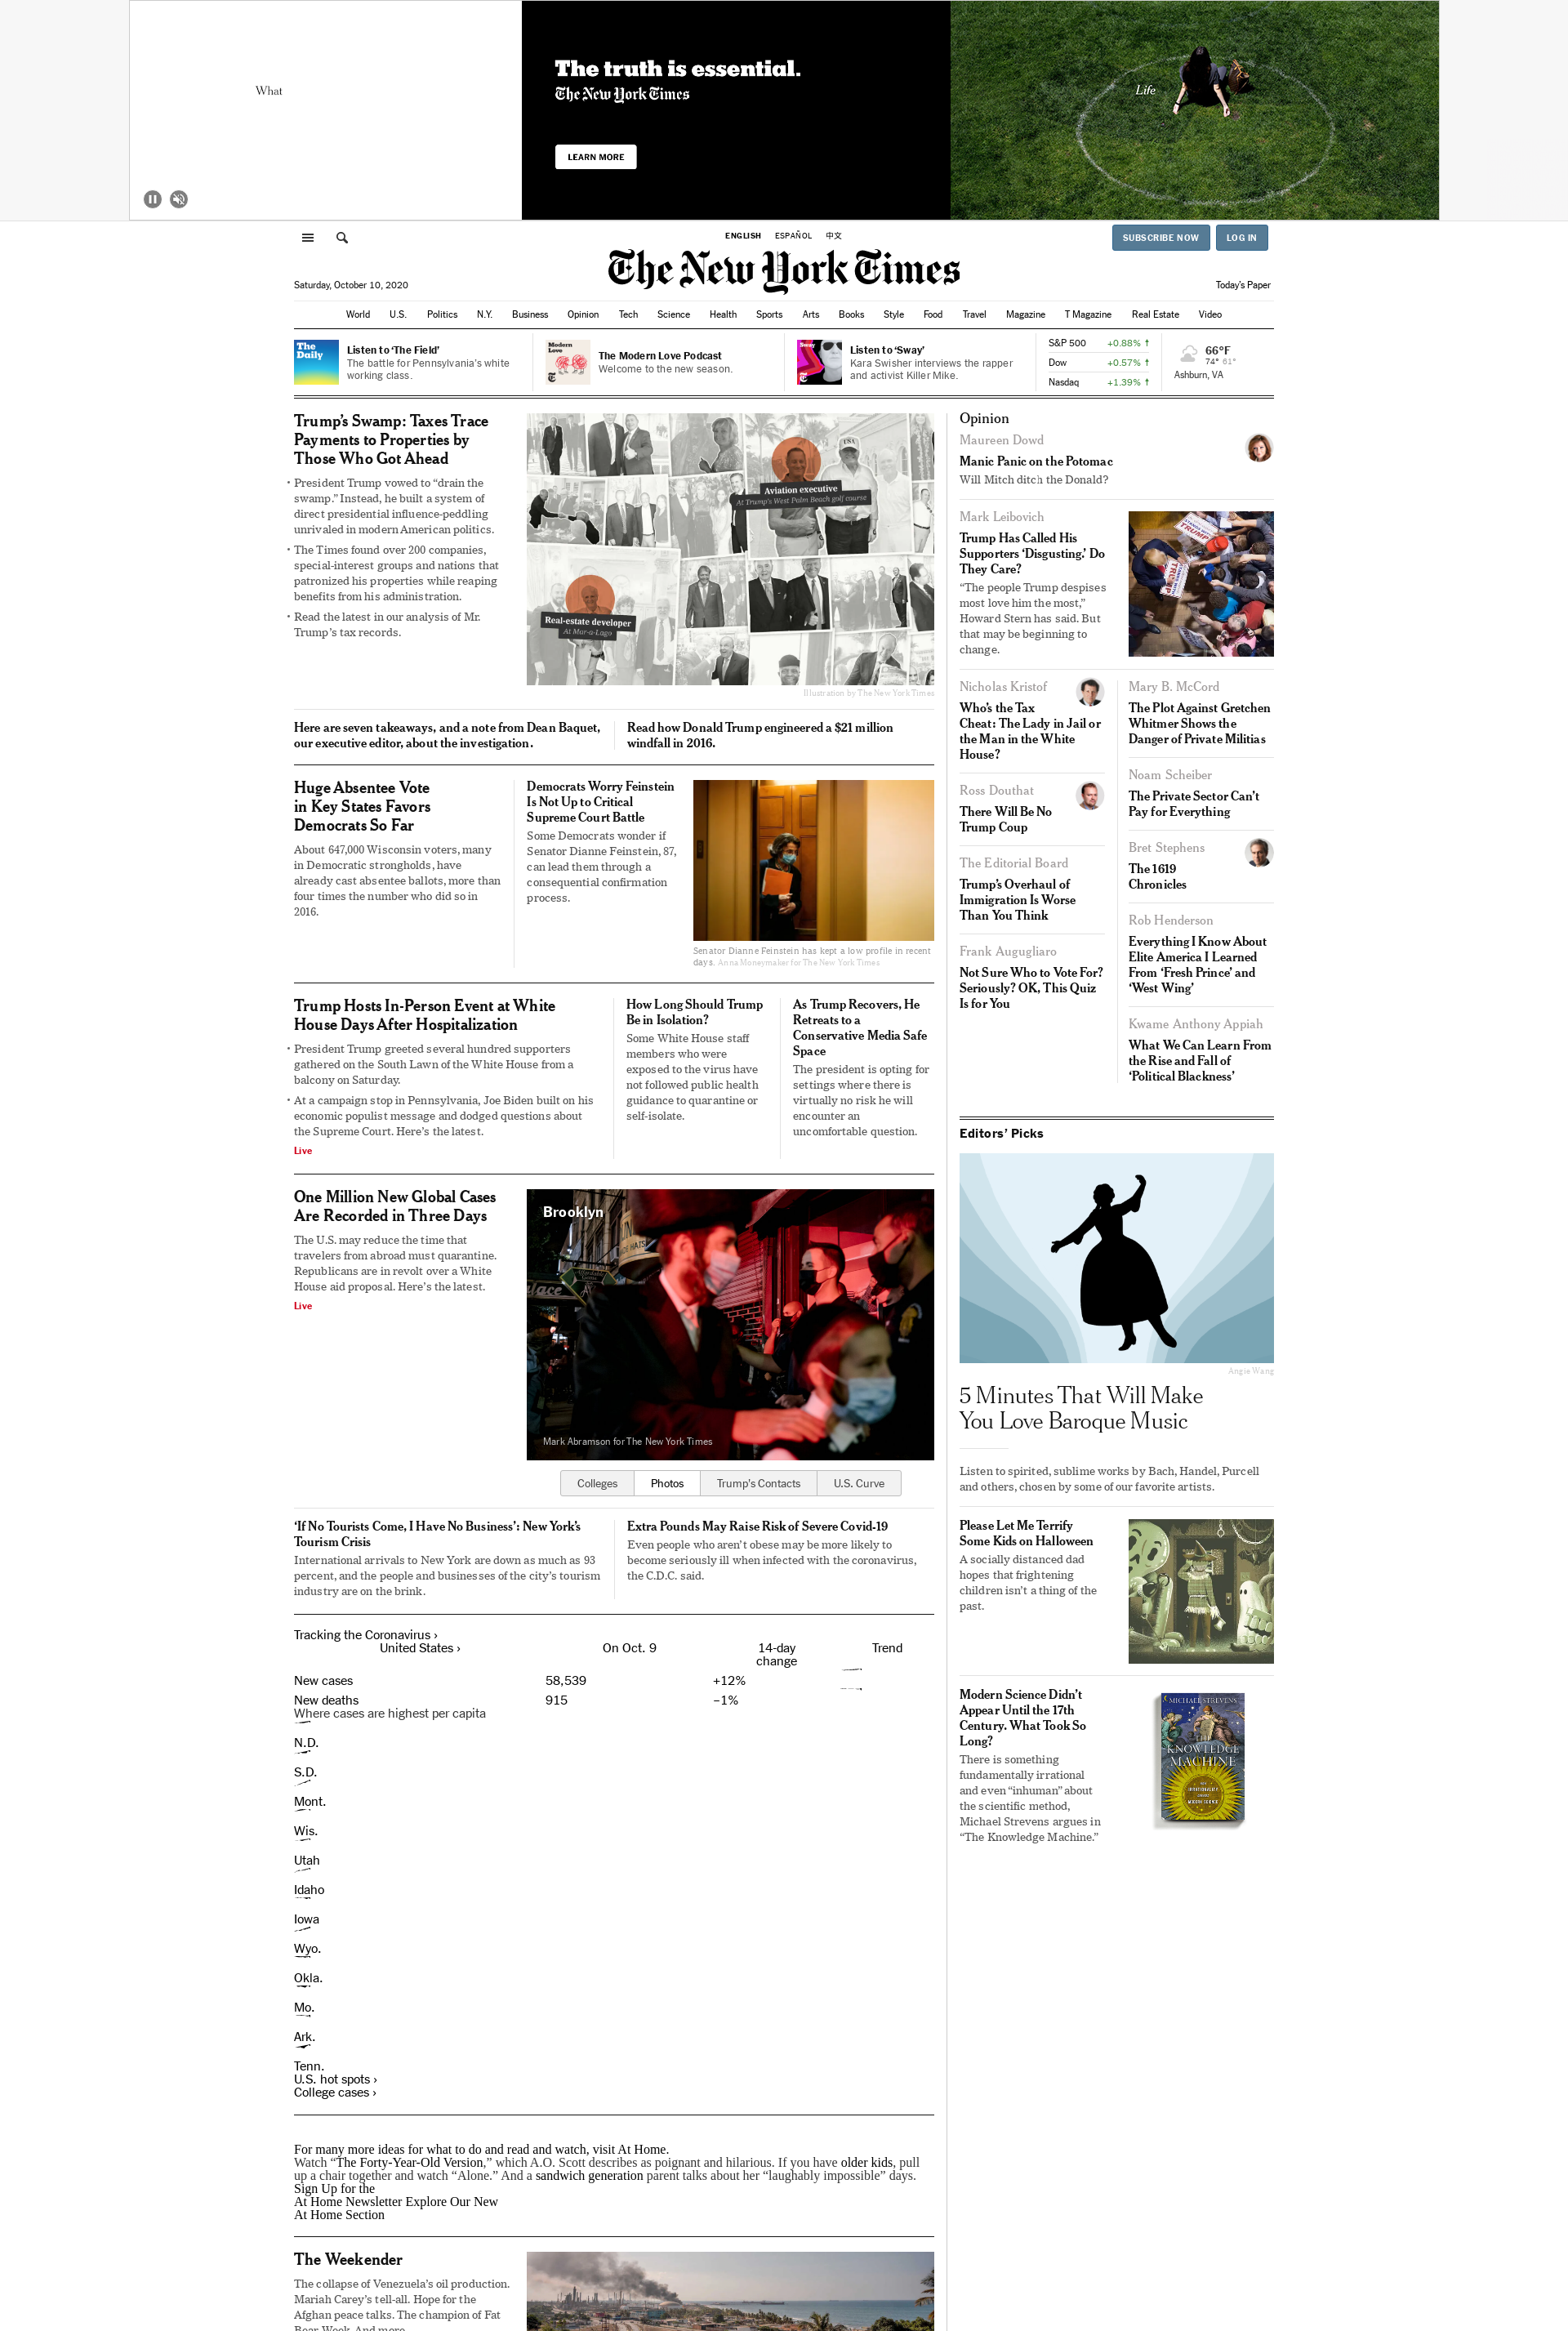 What
The truth is essential.
The New York Times
LEARN MORE
Life
ENGLISH ESPAÑOL 中文
SUBSCRIBE NOW LOG IN
The New York Times
Saturday, October 10, 2020
Today's Paper
World U.S. Politics N.Y. Business Opinion Tech Science Health Sports Arts Books Style Food Travel Magazine T Magazine Real Estate Video
The
Daily
Listen to ‘The Field’
The battle for Pennsylvania’s white
working class.
Modern
Love
The Modern Love Podcast
Welcome to the new season.
Sway
Listen to ‘Sway’
Kara Swisher interviews the rapper
and activist Killer Mike.
S&P 500 +0.88% ↑
Dow +0.57% ↑
Nasdaq +1.39% ↑
66°F
74° 61°
Ashburn, VA
Trump’s Swamp: Taxes Trace
Payments to Properties by
Those Who Got Ahead
• President Trump vowed to “drain the
swamp.” Instead, he built a system of
direct presidential influence-peddling
unrivaled in modern American politics.
• The Times found over 200 companies,
special-interest groups and nations that
patronized his properties while reaping
benefits from his administration.
• Read the latest in our analysis of Mr.
Trump’s tax records.
USA
Aviation executive
At Trump's West Palm Beach golf course
Real-estate developer
At Mar-a-Lago
Illustration by The New York Times
Here are seven takeaways, and a note from Dean Baquet,
our executive editor, about the investigation.
Read how Donald Trump engineered a $21 million
windfall in 2016.
Huge Absentee Vote
in Key States Favors
Democrats So Far
About 647,000 Wisconsin voters, many
in Democratic strongholds, have
already cast absentee ballots, more than
four times the number who did so in
2016.
Democrats Worry Feinstein
Is Not Up to Critical
Supreme Court Battle
Some Democrats wonder if
Senator Dianne Feinstein, 87,
can lead them through a
consequential confirmation
process.
Senator Dianne Feinstein has kept a low profile in recent
days. Anna Moneymaker for The New York Times
Trump Hosts In-Person Event at White
House Days After Hospitalization
• President Trump greeted several hundred supporters
gathered on the South Lawn of the White House from a
balcony on Saturday.
• At a campaign stop in Pennsylvania, Joe Biden built on his
economic populist message and dodged questions about
the Supreme Court. Here’s the latest.
Live
How Long Should Trump
Be in Isolation?
Some White House staff
members who were
exposed to the virus have
not followed public health
guidance to quarantine or
self-isolate.
As Trump Recovers, He
Retreats to a
Conservative Media Safe
Space
The president is opting for
settings where there is
virtually no risk he will
encounter an
uncomfortable question.
One Million New Global Cases
Are Recorded in Three Days
The U.S. may reduce the time that
travelers from abroad must quarantine.
Republicans are in revolt over a White
House aid proposal. Here’s the latest.
Live
Brooklyn
Mark Abramson for The New York Times
Colleges Photos Trump’s Contacts U.S. Curve
‘If No Tourists Come, I Have No Business’: New York’s
Tourism Crisis
International arrivals to New York are down as much as 93
percent, and the people and businesses of the city’s tourism
industry are on the brink.
Extra Pounds May Raise Risk of Severe Covid-19
Even people who aren’t obese may be more likely to
become seriously ill when infected with the coronavirus,
the C.D.C. said.
Tracking the Coronavirus ›
United States › On Oct. 9 14-day Trend
change
New cases 58,539 +12%
New deaths 915 –1%
Where cases are highest per capita
N.D.
S.D.
Mont.
Wis.
Utah
Idaho
Iowa
Wyo.
Okla.
Mo.
Ark.
Tenn.
U.S. hot spots ›
College cases ›
For many more ideas for what to do and read and watch, visit At Home.
Watch “The Forty-Year-Old Version,” which A.O. Scott describes as poignant and hilarious. If you have older kids, pull
up a chair together and watch “Alone.” And a sandwich generation parent talks about her “laughably impossible” days.
Sign Up for the
At Home Newsletter Explore Our New
At Home Section
The Weekender
The collapse of Venezuela’s oil production.
Mariah Carey’s tell-all. Hope for the
Afghan peace talks. The champion of Fat
Bear Week. And more.
Opinion
Maureen Dowd
Manic Panic on the Potomac
Will Mitch ditch the Donald?
Mark Leibovich
Trump Has Called His
Supporters ‘Disgusting.’ Do
They Care?
“The people Trump despises
most love him the most,”
Howard Stern has said. But
that may be beginning to
change.
TRUMP
Nicholas Kristof
Who’s the Tax
Cheat: The Lady in Jail or
the Man in the White
House?
Ross Douthat
There Will Be No
Trump Coup
The Editorial Board
Trump’s Overhaul of
Immigration Is Worse
Than You Think
Frank Augugliaro
Not Sure Who to Vote For?
Seriously? OK, This Quiz
Is for You
Mary B. McCord
The Plot Against Gretchen
Whitmer Shows the
Danger of Private Militias
Noam Scheiber
The Private Sector Can’t
Pay for Everything
Bret Stephens
The 1619
Chronicles
Rob Henderson
Everything I Know About
Elite America I Learned
From ‘Fresh Prince’ and
‘West Wing’
Kwame Anthony Appiah
What We Can Learn From
the Rise and Fall of
‘Political Blackness’
Editors’ Picks
Angie Wang
5 Minutes That Will Make
You Love Baroque Music
Listen to spirited, sublime works by Bach, Handel, Purcell
and others, chosen by some of our favorite artists.
Please Let Me Terrify
Some Kids on Halloween
A socially distanced dad
hopes that frightening
children isn’t a thing of the
past.
Modern Science Didn’t
Appear Until the 17th
Century. What Took So
Long?
There is something
fundamentally irrational
and even “inhuman” about
the scientific method,
Michael Strevens argues in
“The Knowledge Machine.”
MICHAEL STREVENS
THE
KNOWLEDGE
MACHINE